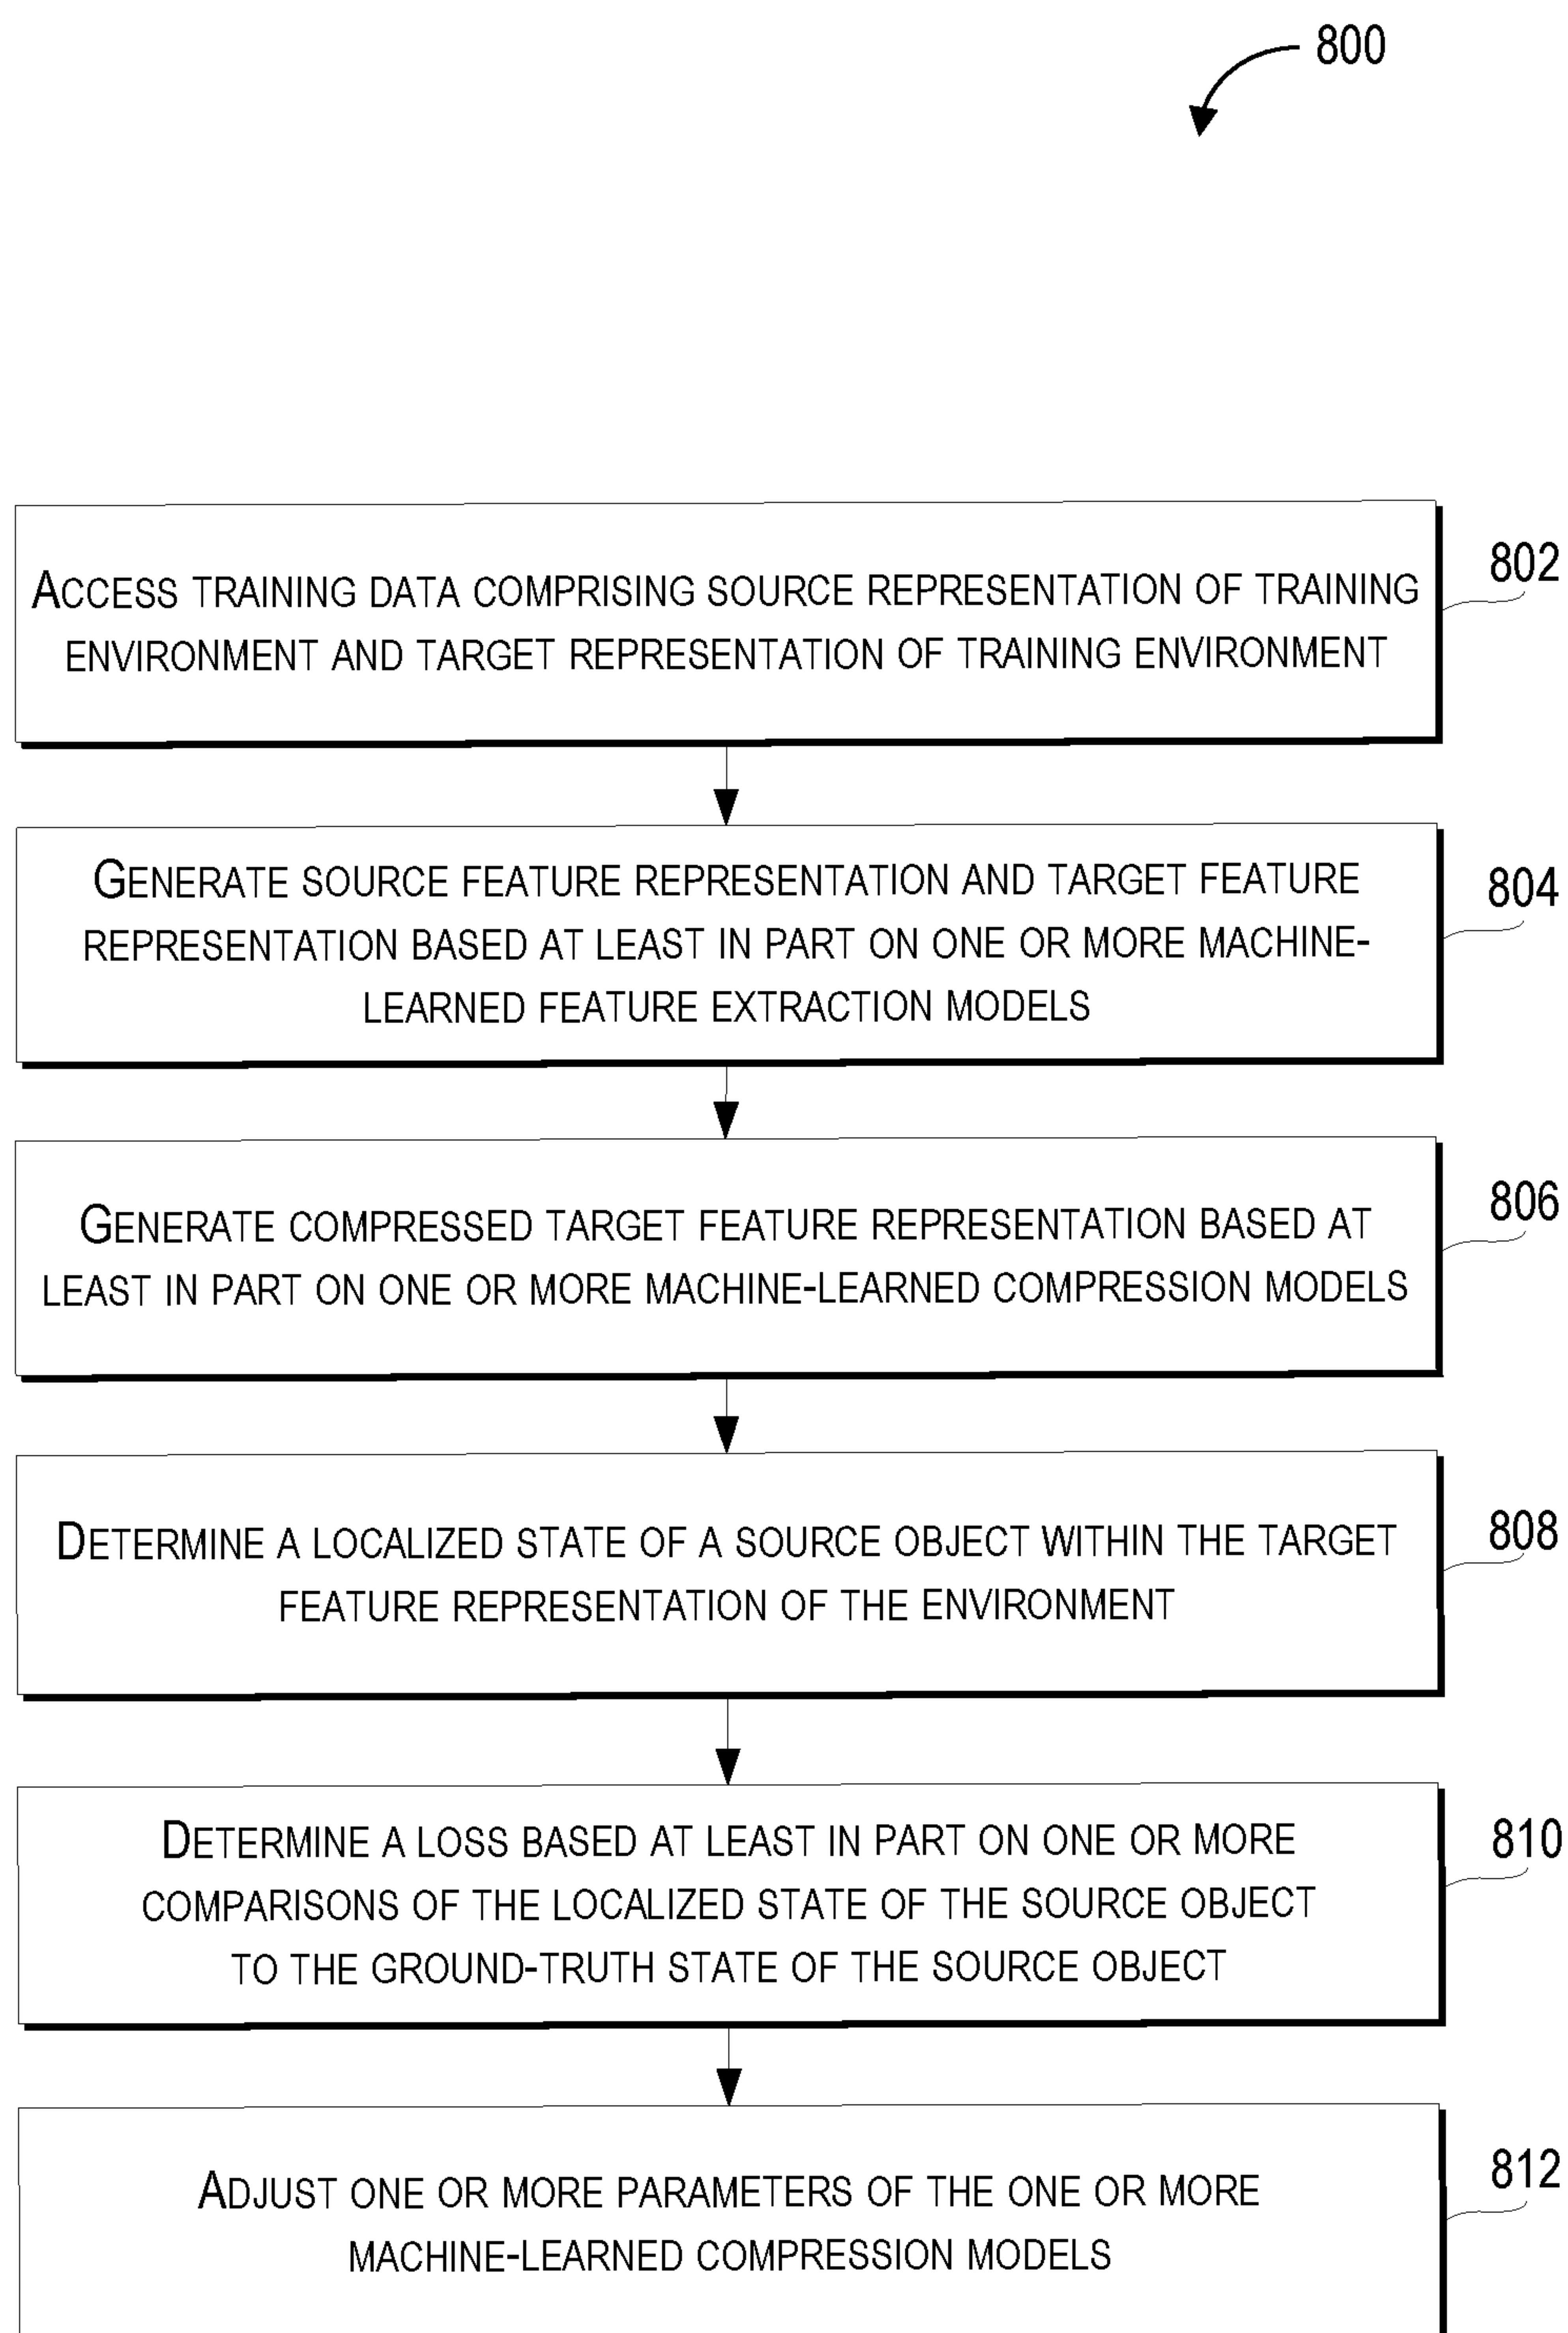 800
ACCESS TRAINING DATA COMPRISING SOURCE REPRESENTATION OF TRAINING
ENVIRONMENT AND TARGET REPRESENTATION OF TRAINING ENVIRONMENT
802
GENERATE SOURCE FEATURE REPRESENTATION AND TARGET FEATURE
REPRESENTATION BASED AT LEAST IN PART ON ONE OR MORE MACHINE-
LEARNED FEATURE EXTRACTION MODELS
804
GENERATE COMPRESSED TARGET FEATURE REPRESENTATION BASED AT
LEAST IN PART ON ONE OR MORE MACHINE-LEARNED COMPRESSION MODELS
806
DETERMINE A LOCALIZED STATE OF A SOURCE OBJECT WITHIN THE TARGET
FEATURE REPRESENTATION OF THE ENVIRONMENT
808
DETERMINE A LOSS BASED AT LEAST IN PART ON ONE OR MORE
COMPARISONS OF THE LOCALIZED STATE OF THE SOURCE OBJECT
TO THE GROUND-TRUTH STATE OF THE SOURCE OBJECT
810
ADJUST ONE OR MORE PARAMETERS OF THE ONE OR MORE
MACHINE-LEARNED COMPRESSION MODELS
812